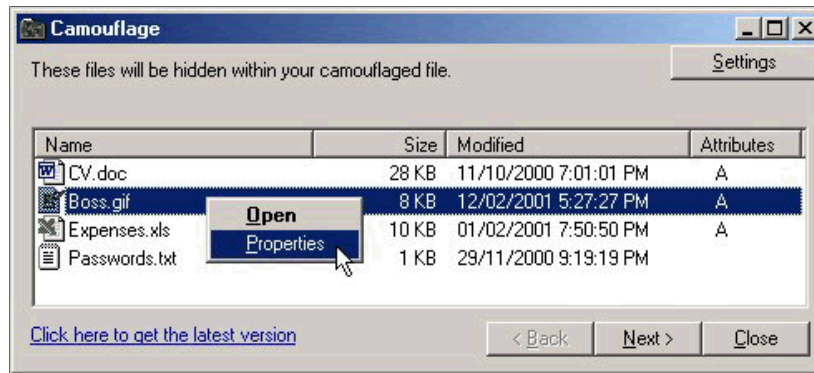 Camouflage
These files will be hidden within your camouflaged file.
Settings
Name Size Modified Attributes
CV.doc 28 KB 11/10/2000 7:01:01 PM A
Boss.gif 8 KB 12/02/2001 5:27:27 PM A
Open
Expenses.xls 10 KB 01/02/2001 7:50:50 PM A
Properties
Passwords.txt 1 KB 29/11/2000 9:19:19 PM
Click here to get the latest version < Back Next > Close